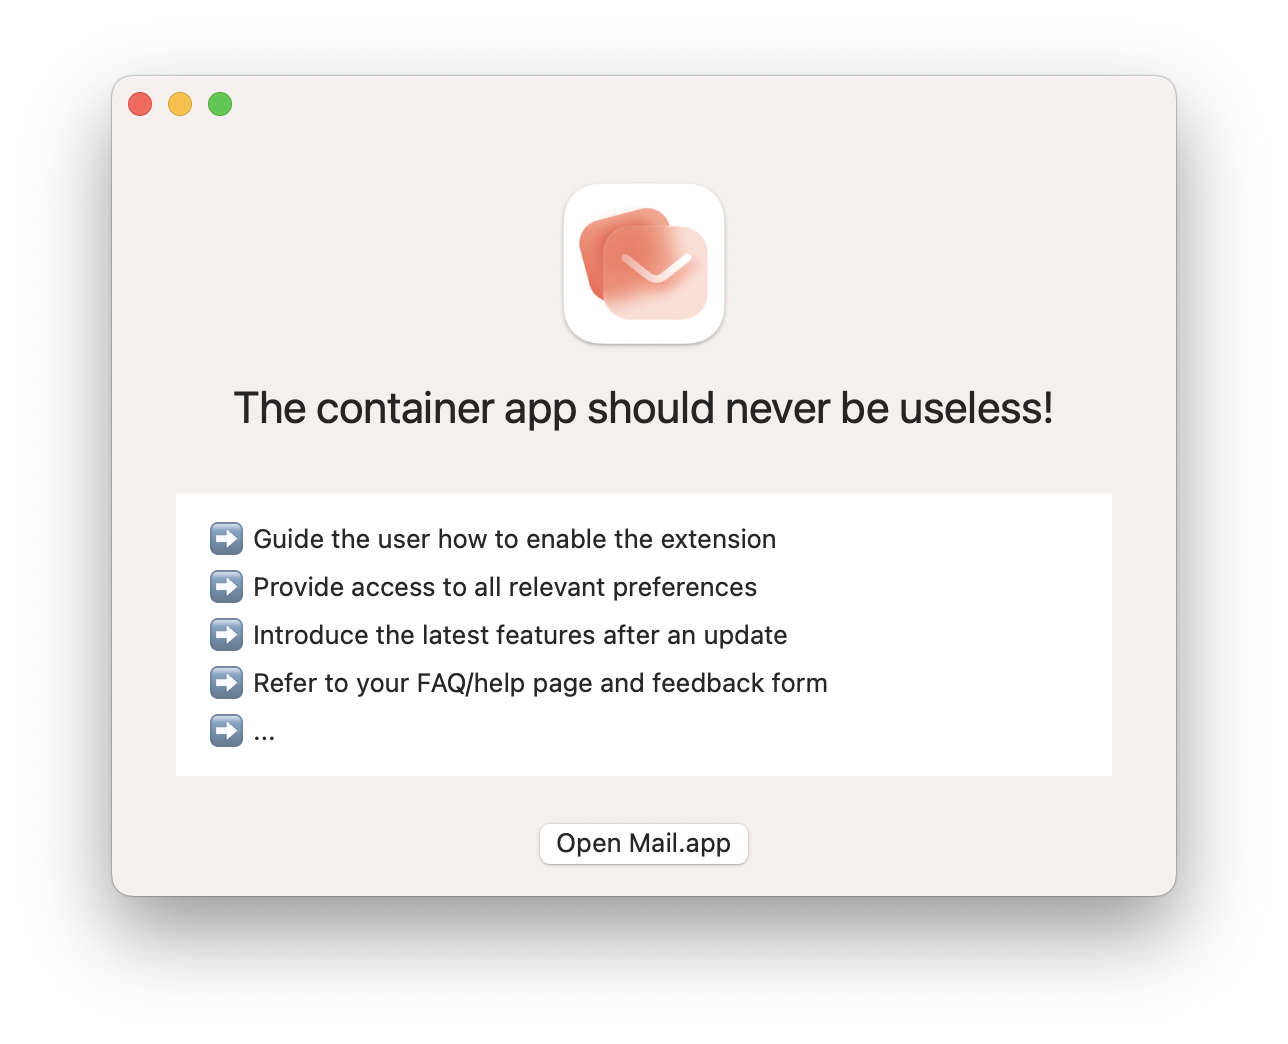 The container app should never be useless!
➡️ Guide the user how to enable the extension
➡️ Provide access to all relevant preferences
➡️ Introduce the latest features after an update
➡️ Refer to your FAQ/help page and feedback form
➡️ ...
Open Mail.app